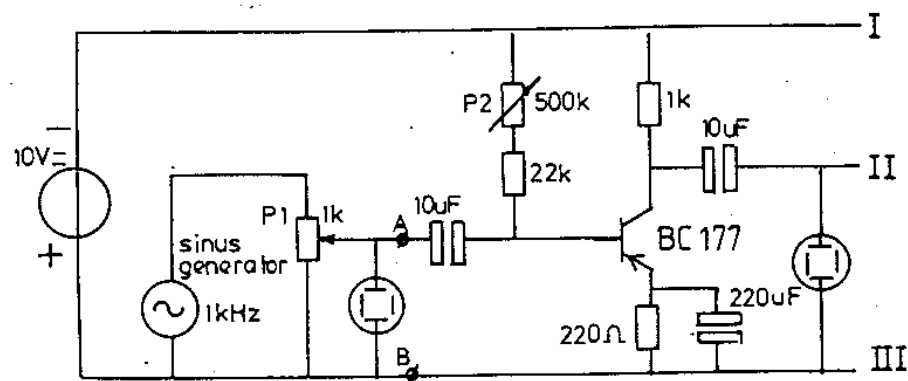 I
P2
500k
1k
10uF
10V=
II
22k
P1
1k
10uF
A
BC 177
sinus
generator
+
220uF
1kHz
220Ω
B
III